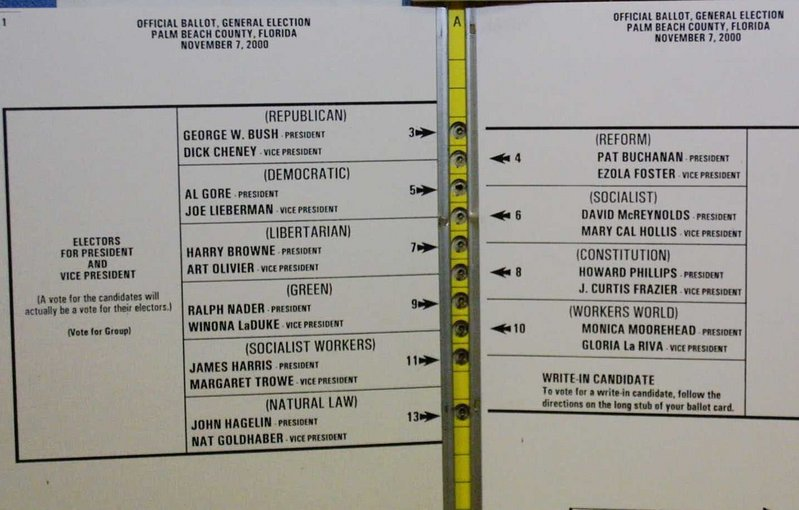 1
OFFICIAL BALLOT, GENERAL ELECTION
PALM BEACH COUNTY, FLORIDA
NOVEMBER 7, 2000
ELECTORS
FOR PRESIDENT
AND
VICE PRESIDENT
(A vote for the candidates will
actually be a vote for their electors.)
(Vote for Group)
(REPUBLICAN)
GEORGE W. BUSH - PRESIDENT 3
DICK CHENEY - VICE PRESIDENT
(DEMOCRATIC)
AL GORE - PRESIDENT 5
JOE LIEBERMAN - VICE PRESIDENT
(LIBERTARIAN)
HARRY BROWNE - PRESIDENT 7
ART OLIVIER - VICE PRESIDENT
(GREEN)
RALPH NADER - PRESIDENT 9
WINONA LaDUKE - VICE PRESIDENT
(SOCIALIST WORKERS)
JAMES HARRIS - PRESIDENT 11
MARGARET TROWE - VICE PRESIDENT
(NATURAL LAW)
JOHN HAGELIN - PRESIDENT 13
NAT GOLDHABER - VICE PRESIDENT
A
OFFICIAL BALLOT, GENERAL ELECTION
PALM BEACH COUNTY, FLORIDA
NOVEMBER 7, 2000
(REFORM)
4 PAT BUCHANAN - PRESIDENT
EZOLA FOSTER - VICE PRESIDENT
(SOCIALIST)
6 DAVID McREYNOLDS - PRESIDENT
MARY CAL HOLLIS - VICE PRESIDENT
(CONSTITUTION)
8 HOWARD PHILLIPS - PRESIDENT
J. CURTIS FRAZIER - VICE PRESIDENT
(WORKERS WORLD)
10 MONICA MOOREHEAD - PRESIDENT
GLORIA La RIVA - VICE PRESIDENT
WRITE-IN CANDIDATE
To vote for a write-in candidate, follow the
directions on the long stub of your ballot card.